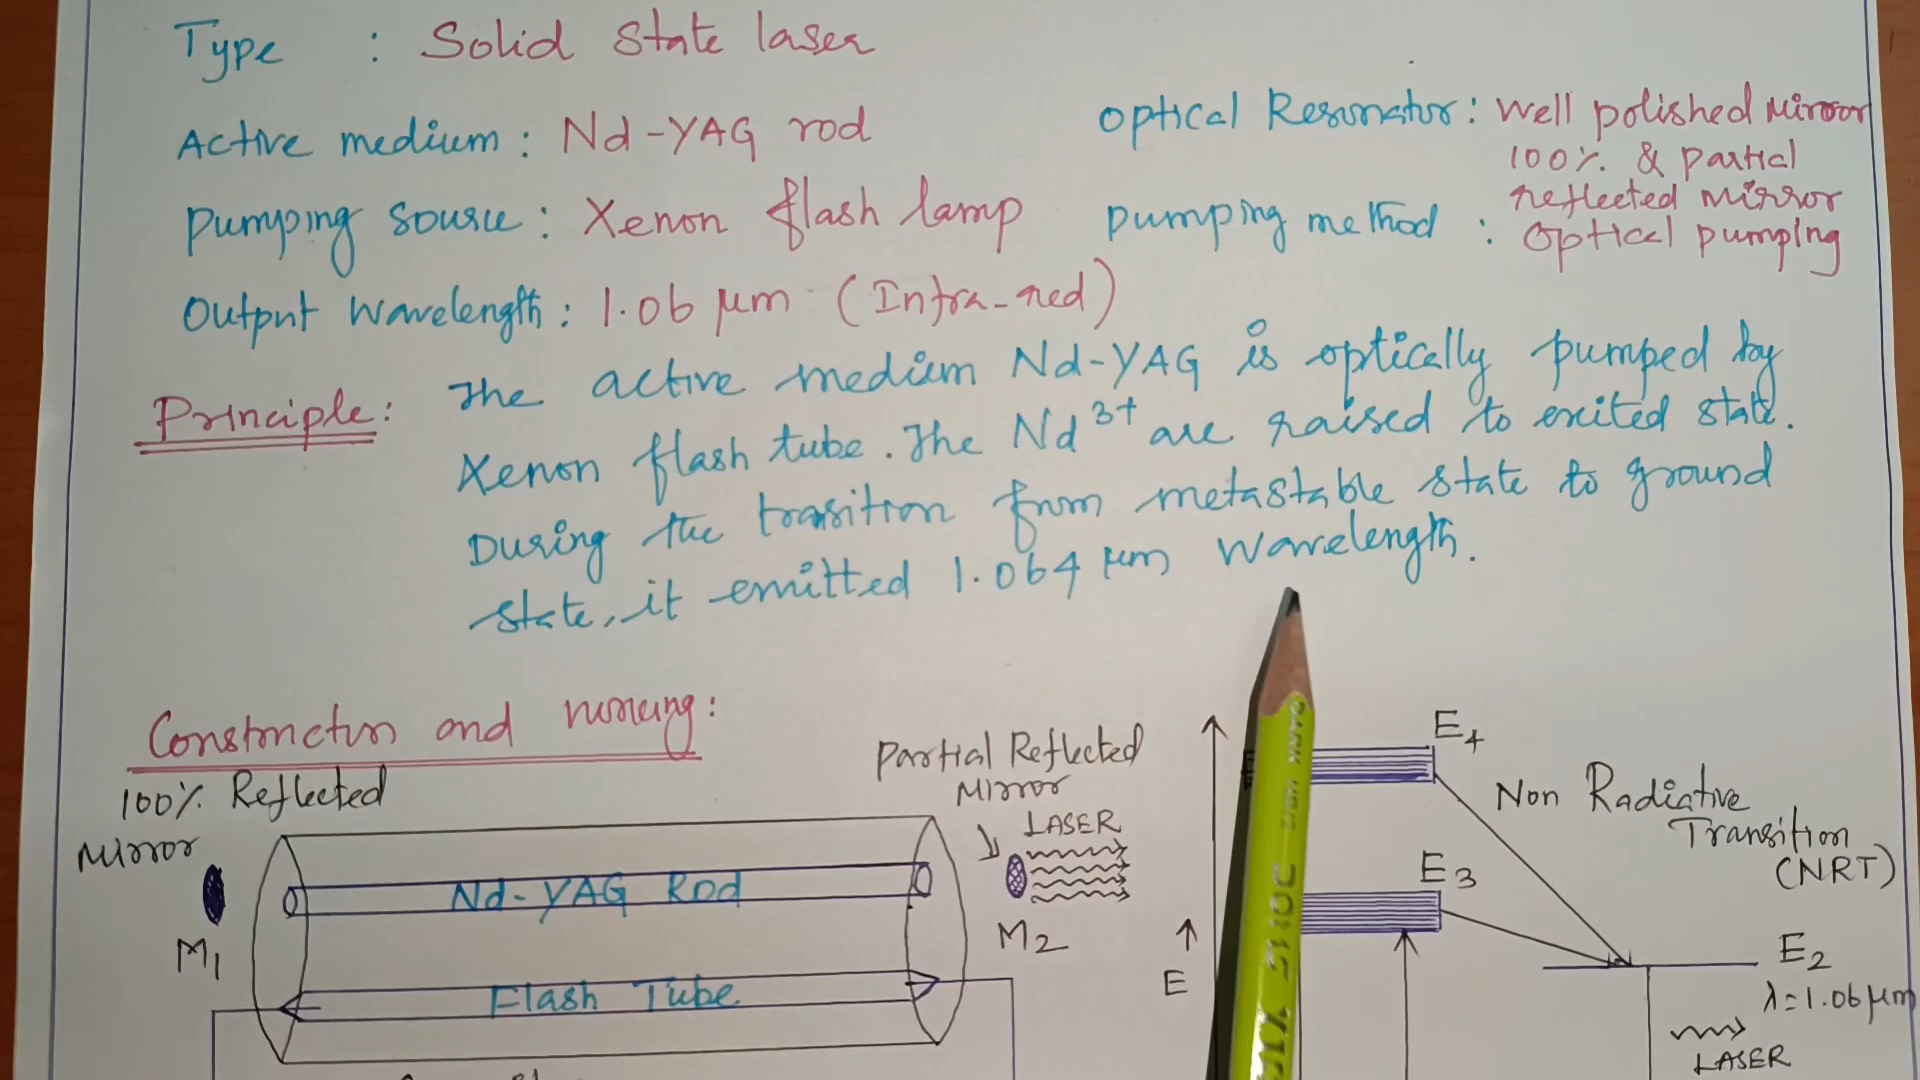 Type : Solid state laser
Active medium : Nd-YAG rod
Optical Resonator : Well polished mirror
100% & partial
reflected mirror
Pumping source : Xenon flash lamp
pumping method : Optical pumping
Output wavelength : 1.06 μm (Infra-red)
Principle : The active medium Nd-YAG is optically pumped by
Xenon flash tube. The Nd3+ are raised to excited state.
During the transition from metastable state to ground
state, it emitted 1.064 μm wavelength.
Construction and working :
100% Reflected
Mirror
M1
Partial Reflected
Mirror
LASER
M2
Nd-YAG Rod
Flash Tube
E4
Non Radiative
Transition
(NRT)
E3
E
E2
λ=1.06μm
LASER